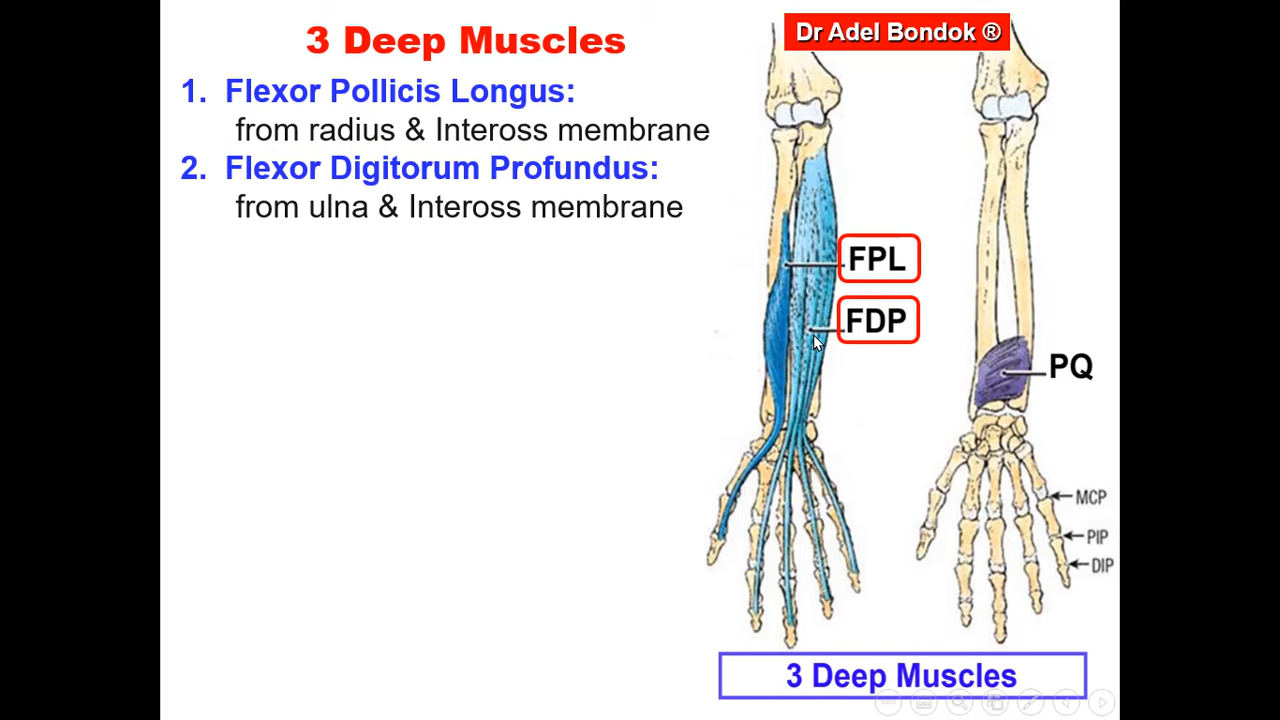 3 Deep Muscles
Dr Adel Bondok ®
1. Flexor Pollicis Longus:
from radius & Inteross membrane
2. Flexor Digitorum Profundus:
from ulna & Inteross membrane
FPL
FDP
PQ
MCP
PIP
DIP
3 Deep Muscles